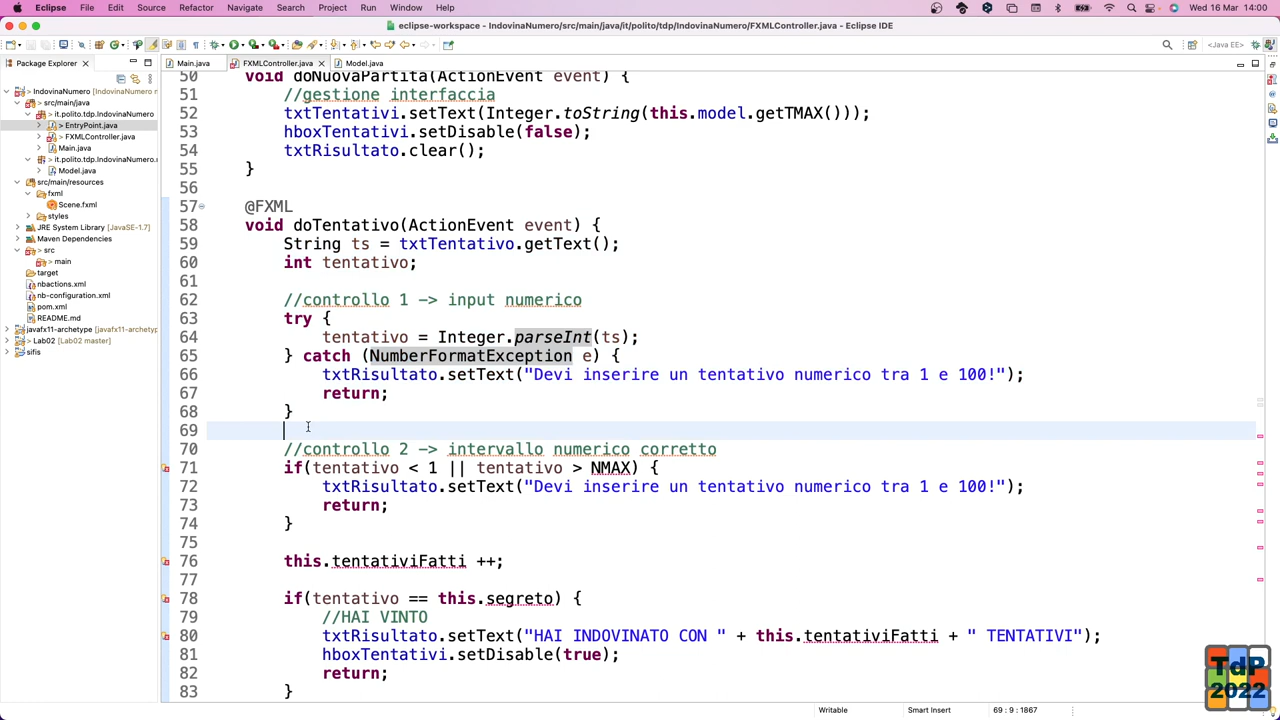 Eclipse File Edit Source Refactor Navigate Search Project Run Window Help Wed 16 Mar 14:00
eclipse-workspace - IndovinaNumero/src/main/java/it/polito/tdp/IndovinaNumero/FXMLController.java - Eclipse IDE
<Java EE>
Package Explorer
Main.java FXMLController.java Model.java
IndovinaNumero
src/main/java
it.polito.tdp.IndovinaNumero
> EntryPoint.java
> FXMLController.java
> Main.java
it.polito.tdp.IndovinaNumero.
Model.java
src/main/resources
fxml
Scene.fxml
styles
JRE System Library [JavaSE-1.7]
Maven Dependencies
> src
> main
target
nbactions.xml
nb-configuration.xml
pom.xml
README.md
javafx11-archetype
> Lab02 [Lab02 master]
sifis
50 void doNuovaPartita(ActionEvent event) {
51 //gestione interfaccia
52 txtTentativi.setText(Integer.toString(this.model.getTMAX()));
53 hboxTentativi.setDisable(false);
54 txtRisultato.clear();
55 }
56
57 @FXML
58 void doTentativo(ActionEvent event) {
59 String ts = txtTentativo.getText();
60 int tentativo;
61
62 //controllo 1 -> input numerico
63 try {
64 tentativo = Integer.parseInt(ts);
65 } catch (NumberFormatException e) {
66 txtRisultato.setText("Devi inserire un tentativo numerico tra 1 e 100!");
67 return;
68 }
69
70 //controllo 2 -> intervallo numerico corretto
71 if(tentativo < 1 || tentativo > NMAX) {
72 txtRisultato.setText("Devi inserire un tentativo numerico tra 1 e 100!");
73 return;
74 }
75
76 this.tentativiFatti ++;
77
78 if(tentativo == this.segreto) {
79 //HAI VINTO
80 txtRisultato.setText("HAI INDOVINATO CON " + this.tentativiFatti + " TENTATIVI");
81 hboxTentativi.setDisable(true);
82 return;
83 }
Writable Smart Insert 69 : 9 : 1867
TdP
2022